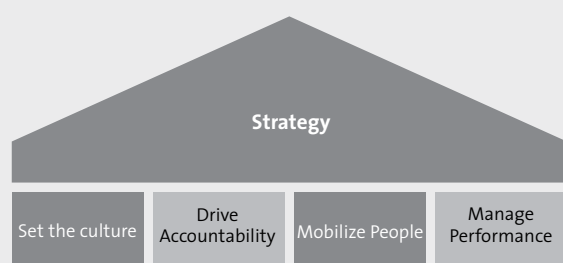 Strategy
Set the culture
Drive
Accountability
Mobilize People
Manage
Performance